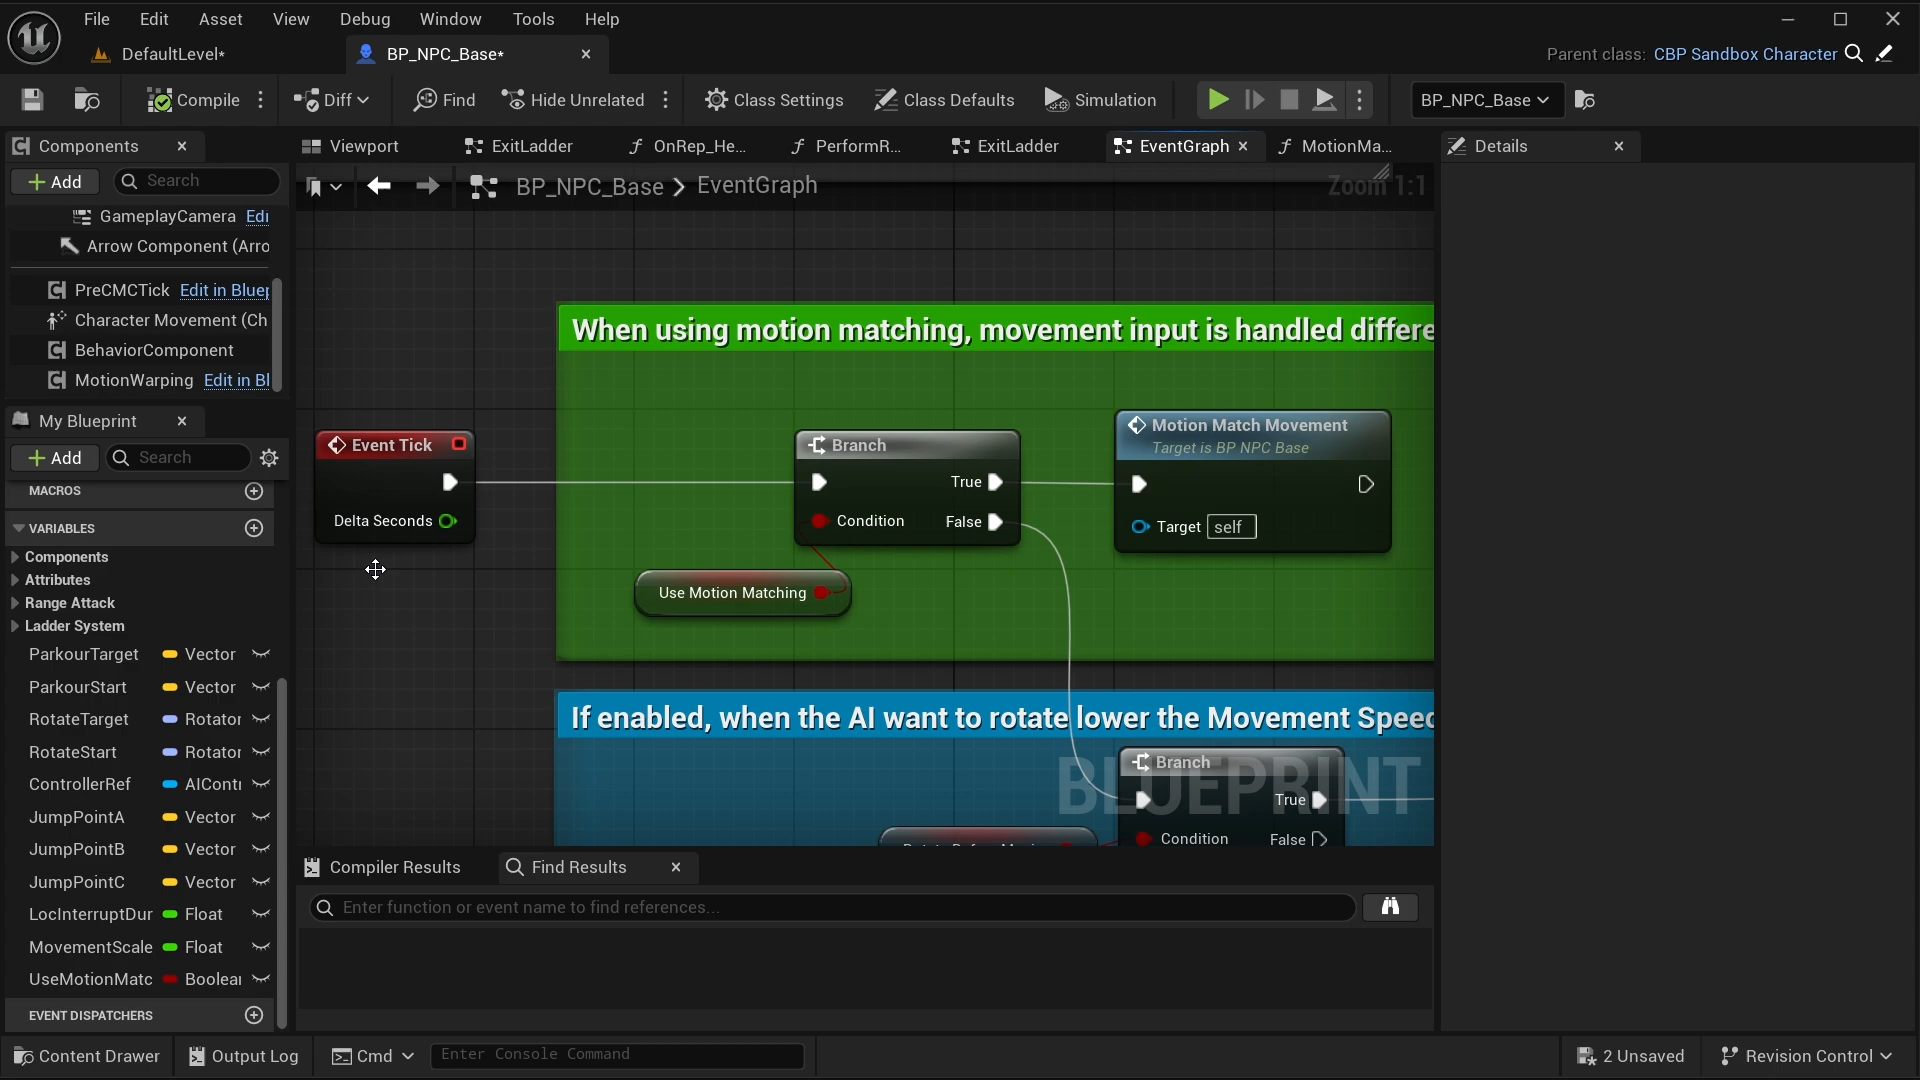 File Edit Asset View Debug Window Tools Help
DefaultLevel*
BP_NPC_Base*
Parent class: CBP Sandbox Character
Compile
Diff
Find
Hide Unrelated
Class Settings
Class Defaults
Simulation
BP_NPC_Base
Components
Viewport
ExitLadder
OnRep_He...
PerformR...
ExitLadder
EventGraph
MotionMa...
Details
Add
Search
BP_NPC_Base > EventGraph
Zoom 1:1
GameplayCamera Edi
Arrow Component (Arro
PreCMCTick Edit in Bluep
Character Movement (Ch
BehaviorComponent
MotionWarping Edit in Bl
When using motion matching, movement input is handled differe
My Blueprint
Add
Search
MACROS
VARIABLES
Components
Attributes
Range Attack
Ladder System
ParkourTarget Vector
ParkourStart Vector
RotateTarget Rotator
RotateStart Rotator
ControllerRef AIContr
JumpPointA Vector
JumpPointB Vector
JumpPointC Vector
LocInterruptDur Float
MovementScale Float
UseMotionMatc Boolear
EVENT DISPATCHERS
Event Tick
Delta Seconds
Branch
True
Condition
False
Use Motion Matching
Motion Match Movement
Target is BP NPC Base
Target self
If enabled, when the AI want to rotate lower the Movement Speed
Branch
True
Condition
False
BLUEPRINT
Compiler Results
Find Results
Enter function or event name to find references...
Content Drawer
Output Log
Cmd
Enter Console Command
2 Unsaved
Revision Control